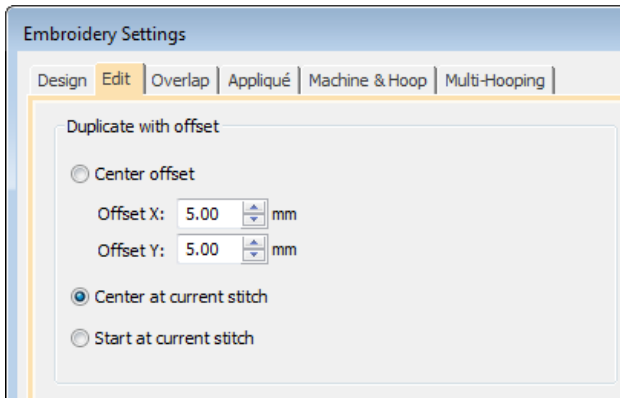 Embroidery Settings
Design Edit Overlap Appliqué Machine & Hoop Multi-Hooping
Duplicate with offset
Center offset
Offset X: 5.00 mm
Offset Y: 5.00 mm
Center at current stitch
Start at current stitch